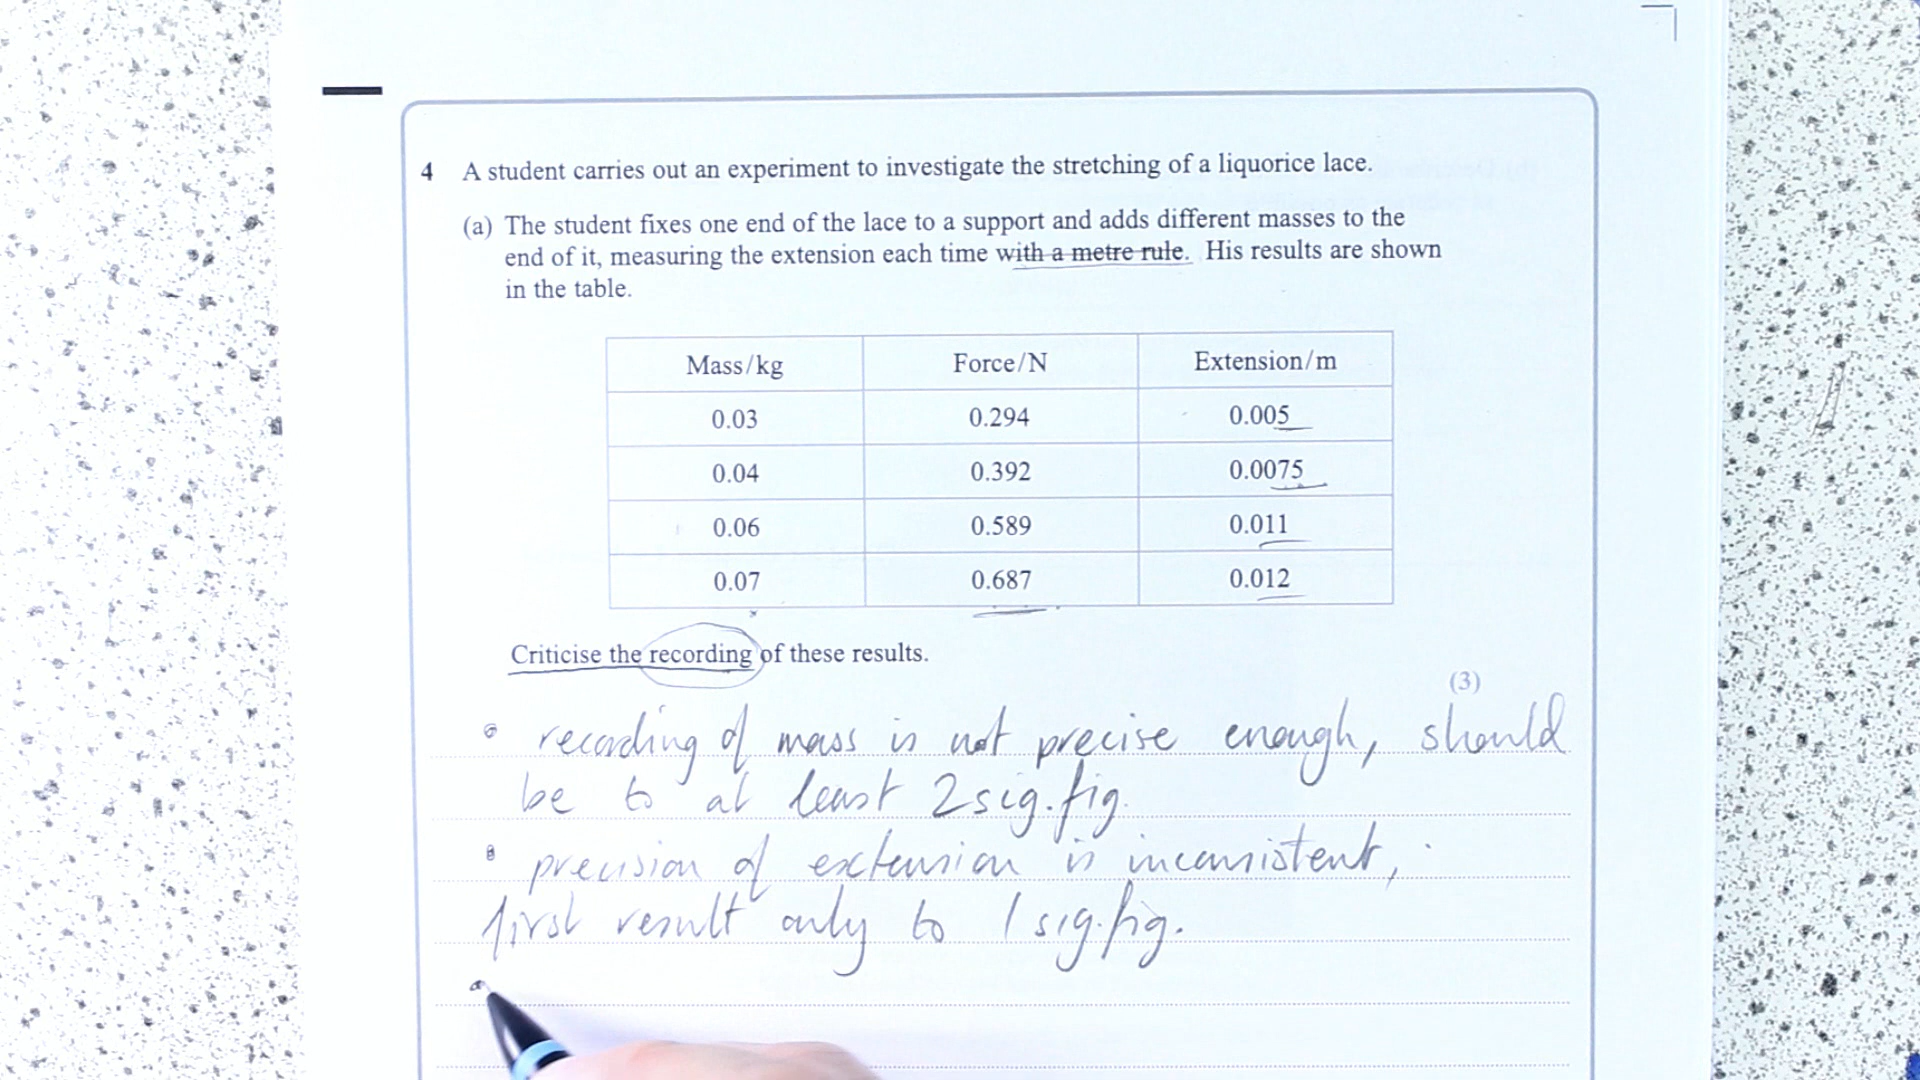 4 A student carries out an experiment to investigate the stretching of a liquorice lace.
(a) The student fixes one end of the lace to a support and adds different masses to the
end of it, measuring the extension each time with a metre rule. His results are shown
in the table.
Mass/kg Force/N Extension/m
0.03 0.294 0.005
0.04 0.392 0.0075
0.06 0.589 0.011
0.07 0.687 0.012
Criticise the recording of these results.
(3)
• recording of mass is not precise enough, should
be to at least 2 sig. fig.
• precision of extension is inconsistent,
first result only to 1 sig. fig.